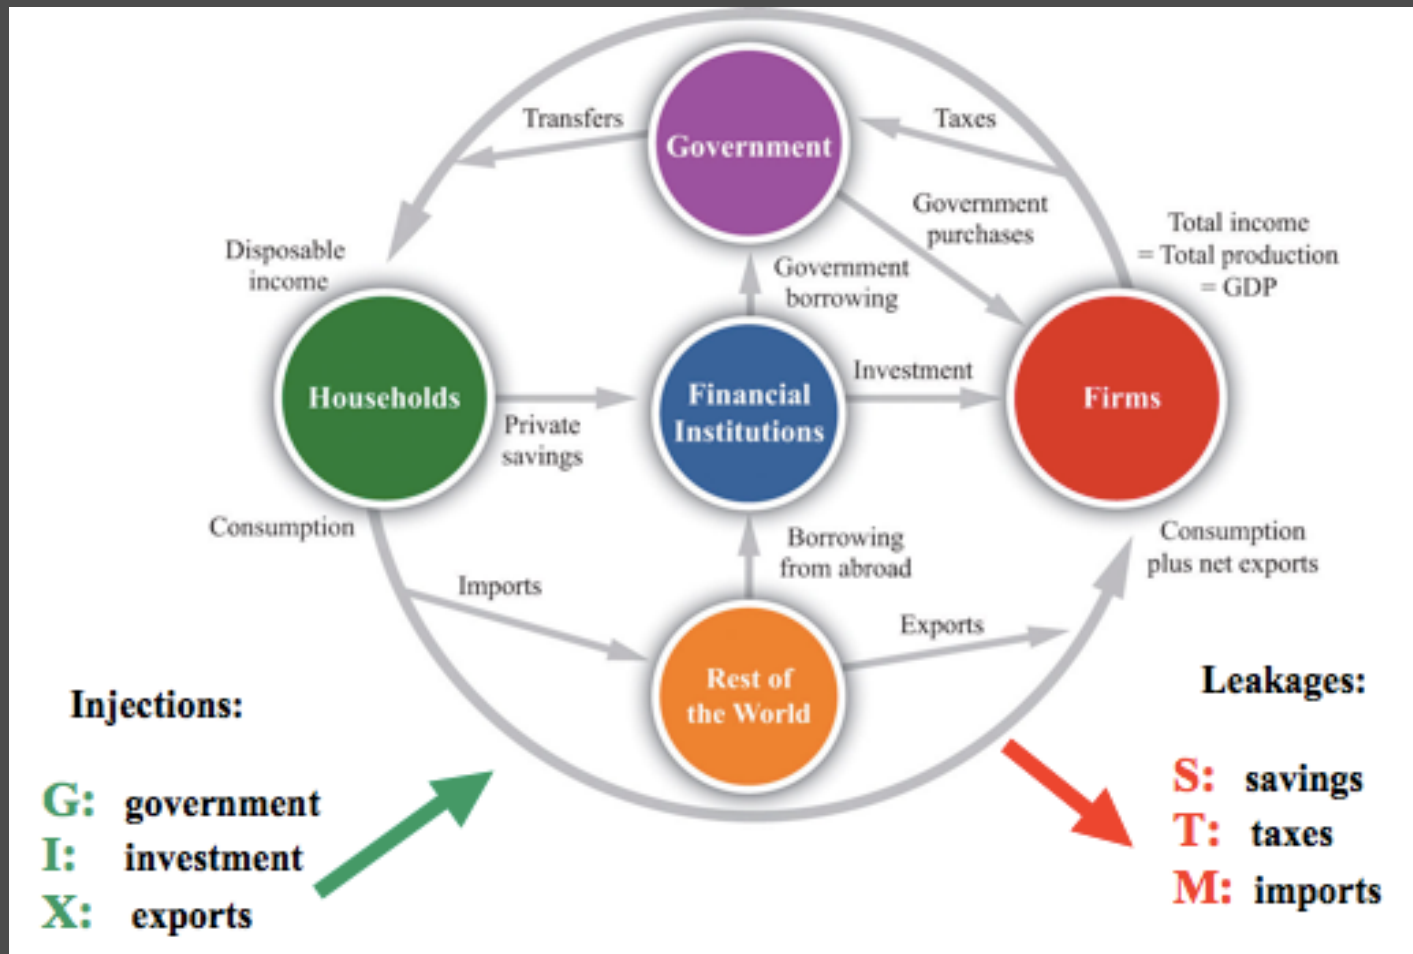 Transfers
Taxes
Government
Government
purchases
Total income
= Total production
= GDP
Disposable
income
Government
borrowing
Households
Private
savings
Financial
Institutions
Investment
Firms
Consumption
Borrowing
from abroad
Consumption
plus net exports
Imports
Exports
Rest of
the World
Injections:
G: government
I: investment
X: exports
Leakages:
S: savings
T: taxes
M: imports